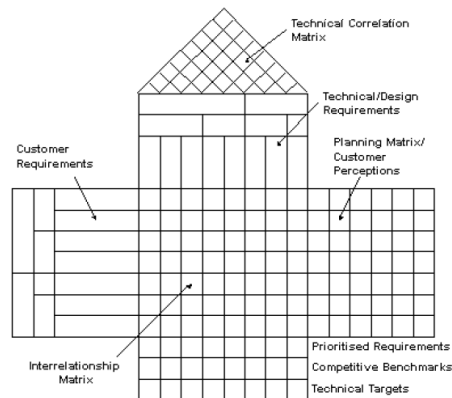 Technical Correlation
Matrix
Technical/Design
Requirements
Customer
Requirements
Planning Matrix/
Customer
Perceptions
Interrelationship
Matrix
Prioritised Requirements
Competitive Benchmarks
Technical Targets